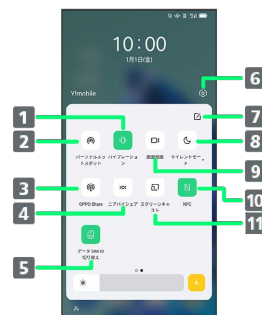 10:00
1月1日(金)
Y!mobile
6
7
1
2
8
パーソナルホットスポット
バイブレーション
画面録画
サイレントモード
9
3
10
4
OPPO Share
ニアバイシェア
スクリーンキャスト
NFC
11
5
データSIMの
切り替え
A